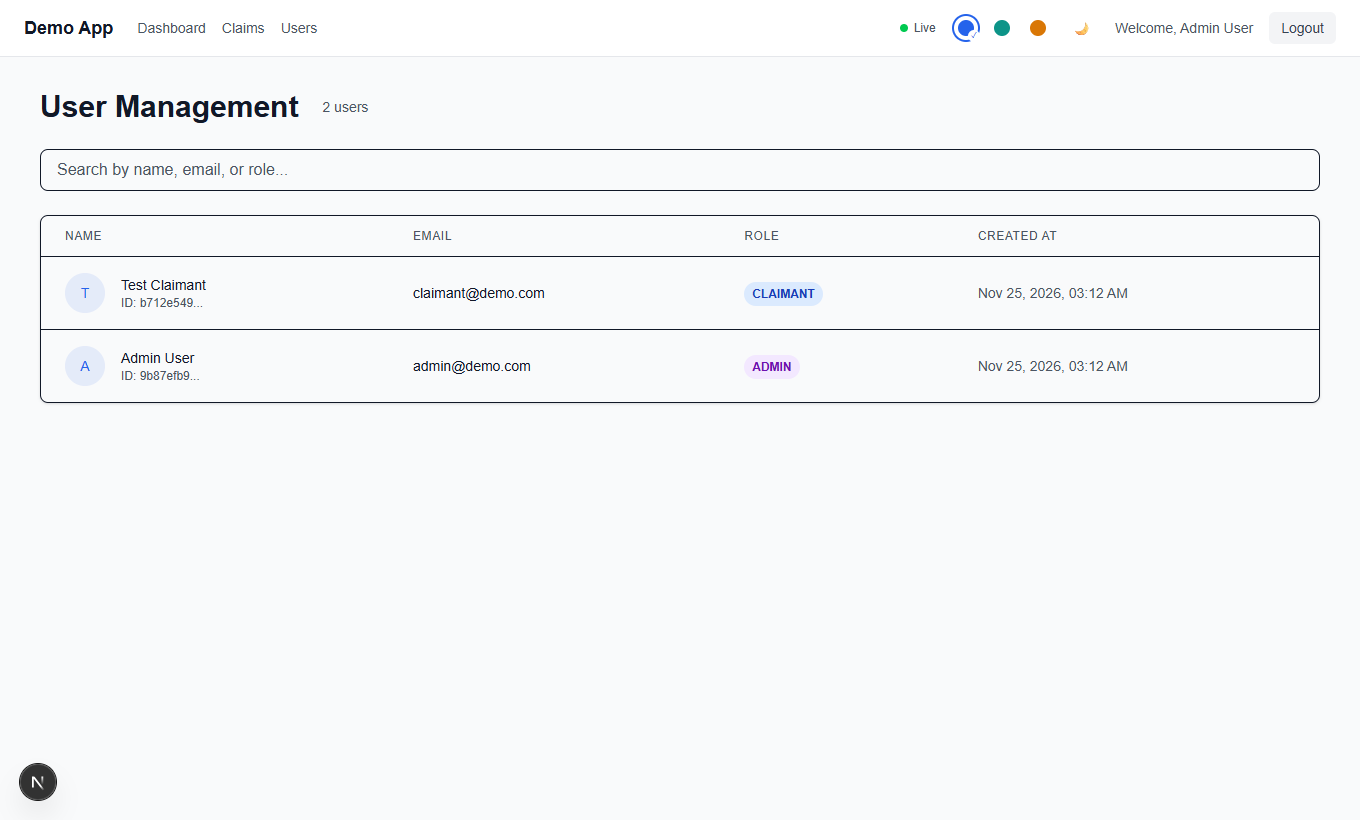 Demo App Dashboard Claims Users Live Welcome, Admin User Logout
User Management 2 users
Search by name, email, or role...
NAME EMAIL ROLE CREATED AT
T Test Claimant claimant@demo.com CLAIMANT Nov 25, 2026, 03:12 AM
ID: b712e549...
A Admin User admin@demo.com ADMIN Nov 25, 2026, 03:12 AM
ID: 9b87efb9...
N